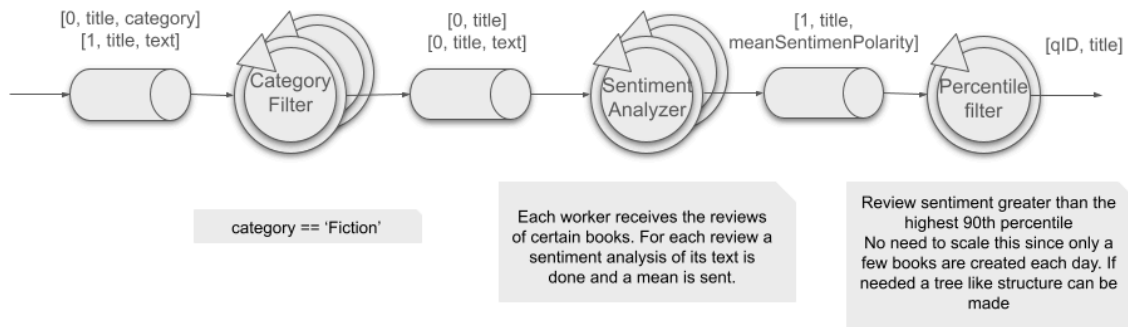 [0, title, category]
[1, title, text]
[0, title]
[0, title, text]
[1, title,
meanSentimenPolarity]
[qID, title]
Category
Filter
Sentiment
Analyzer
Percentile
filter
category == ‘Fiction’
Each worker receives the reviews
of certain books. For each review a
sentiment analysis of its text is
done and a mean is sent.
Review sentiment greater than the
highest 90th percentile
No need to scale this since only a
few books are created each day. If
needed a tree like structure can be
made